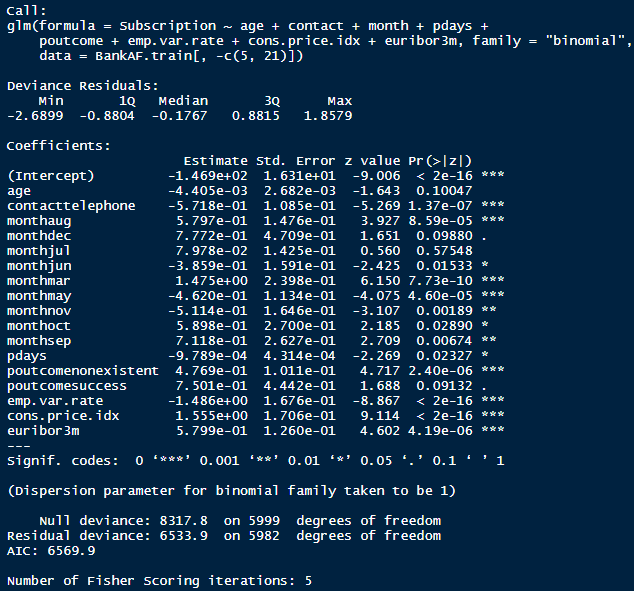 Call:
glm(formula = Subscription ~ age + contact + month + pdays +
    poutcome + emp.var.rate + cons.price.idx + euribor3m, family = "binomial",
    data = BankAF.train[, -c(5, 21)])

Deviance Residuals:
    Min       1Q   Median       3Q      Max
-2.6899  -0.8804  -0.1767   0.8815   1.8579

Coefficients:
                      Estimate Std. Error z value Pr(>|z|)
(Intercept)         -1.469e+02  1.631e+01  -9.006  < 2e-16 ***
age                 -4.405e-03  2.682e-03  -1.643  0.10047
contacttelephone    -5.718e-01  1.085e-01  -5.269 1.37e-07 ***
monthaug             5.797e-01  1.476e-01   3.927 8.59e-05 ***
monthdec             7.772e-01  4.709e-01   1.651  0.09880 .
monthjul             7.978e-02  1.425e-01   0.560  0.57548
monthjun            -3.859e-01  1.591e-01  -2.425  0.01533 *
monthmar             1.475e+00  2.398e-01   6.150 7.73e-10 ***
monthmay            -4.620e-01  1.134e-01  -4.075 4.60e-05 ***
monthnov            -5.114e-01  1.646e-01  -3.107  0.00189 **
monthoct             5.898e-01  2.700e-01   2.185  0.02890 *
monthsep             7.118e-01  2.627e-01   2.709  0.00674 **
pdays               -9.789e-04  4.314e-04  -2.269  0.02327 *
poutcomenonexistent  4.769e-01  1.011e-01   4.717 2.40e-06 ***
poutcomesuccess      7.501e-01  4.442e-01   1.688  0.09132 .
emp.var.rate        -1.486e+00  1.676e-01  -8.867  < 2e-16 ***
cons.price.idx       1.555e+00  1.706e-01   9.114  < 2e-16 ***
euribor3m            5.799e-01  1.260e-01   4.602 4.19e-06 ***
---
Signif. codes:  0 ‘***’ 0.001 ‘**’ 0.01 ‘*’ 0.05 ‘.’ 0.1 ‘ ’ 1

(Dispersion parameter for binomial family taken to be 1)

    Null deviance: 8317.8  on 5999  degrees of freedom
Residual deviance: 6533.9  on 5982  degrees of freedom
AIC: 6569.9

Number of Fisher Scoring iterations: 5